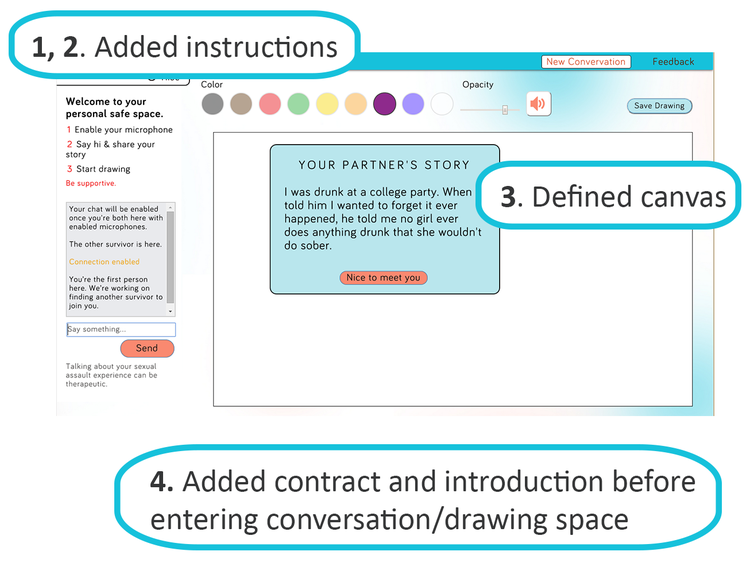 1, 2. Added instructions
New Convervation
Feedback
Color
Opacity
Save Drawing
Welcome to your
personal safe space.
1 Enable your microphone
2 Say hi & share your
story
3 Start drawing
Be supportive.
Your chat will be enabled
once you're both here with
enabled microphones.
The other survivor is here.
Connection enabled
You're the first person
here. We're working on
finding another survivor to
join you.
Say something...
Send
Talking about your sexual
assault experience can be
therapeutic.
YOUR PARTNER'S STORY
I was drunk at a college party. When
told him I wanted to forget it ever
happened, he told me no girl ever
does anything drunk that she wouldn't
do sober.
Nice to meet you
3. Defined canvas
4. Added contract and introduction before
entering conversation/drawing space